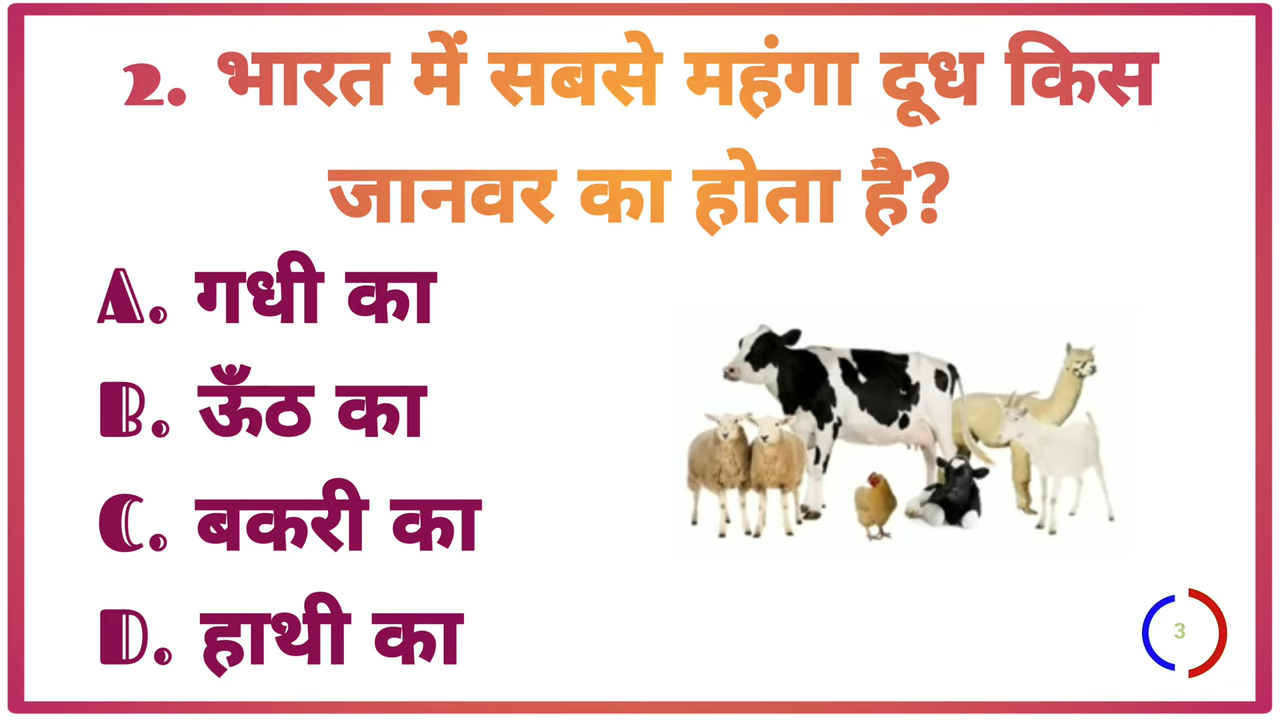 2. भारत में सबसे महंगा दूध किस
जानवर का होता है?
A. गधी का
B. ऊँठ का
C. बकरी का
D. हाथी का
3